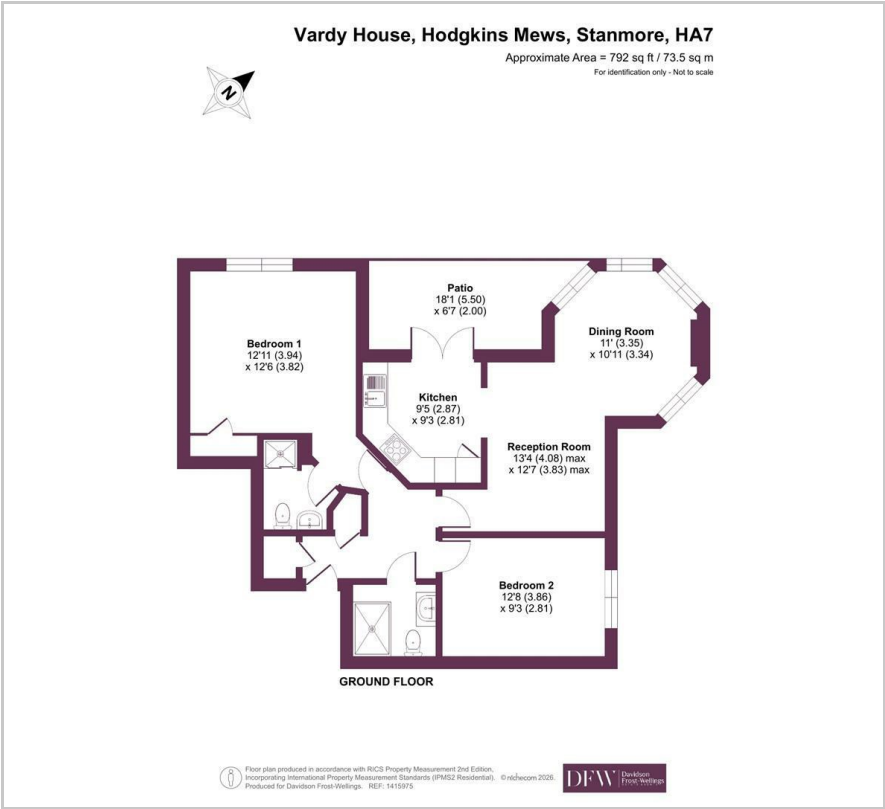 Vardy House, Hodgkins Mews, Stanmore, HA7
Approximate Area = 792 sq ft / 73.5 sq m
For identification only - Not to scale
N
Patio
18'1 (5.50)
x 6'7 (2.00)
Bedroom 1
12'11 (3.94)
x 12'6 (3.82)
Dining Room
11' (3.35)
x 10'11 (3.34)
Kitchen
9'5 (2.87)
x 9'3 (2.81)
Reception Room
13'4 (4.08) max
x 12'7 (3.83) max
Bedroom 2
12'8 (3.86)
x 9'3 (2.81)
GROUND FLOOR
Floor plan produced in accordance with RICS Property Measurement 2nd Edition,
Incorporating International Property Measurement Standards (IPMS2 Residential). © nichecom 2026.
Produced for Davidson Frost-Wellings. REF: 1415975
DFW
Davidson
Frost-Wellings